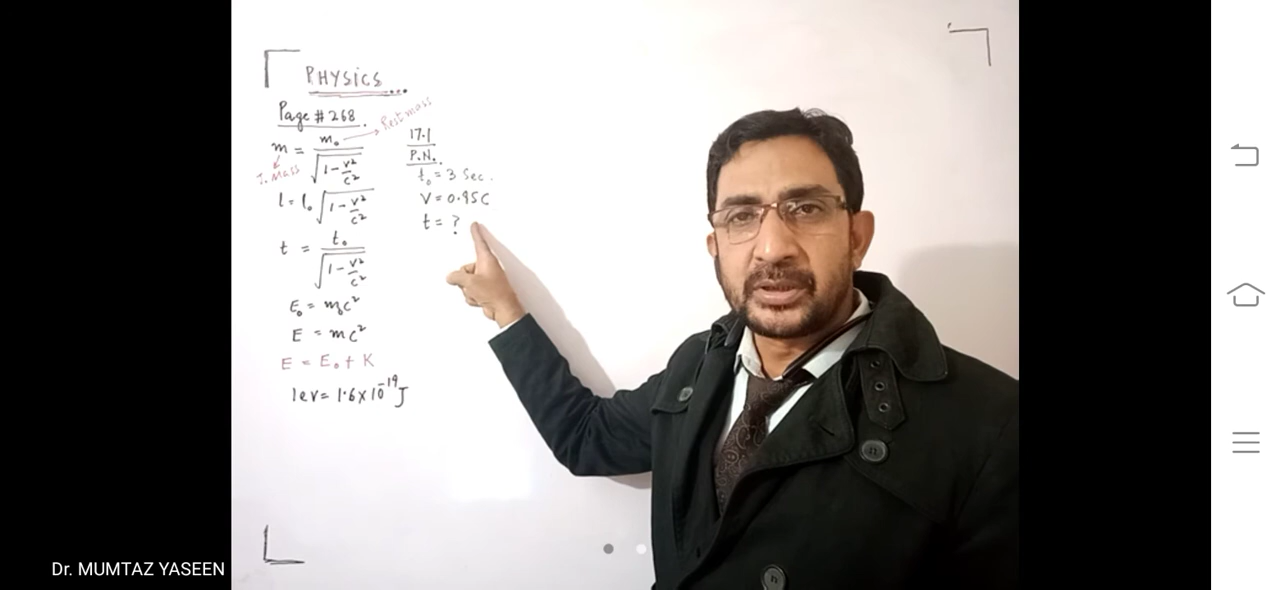 PHYSICS...
Page # 268.
m = m₀ / √(1 - v²/c²)
Rest mass
T. Mass
l = l₀ √(1 - v²/c²)
t = t₀ / √(1 - v²/c²)
E₀ = m₀c²
E = mc²
E = E₀ + K
1ev = 1.6 x 10⁻¹⁹ J
17.1
P.N.
t₀ = 3 Sec.
V = 0.95C
t = ?
Dr. MUMTAZ YASEEN